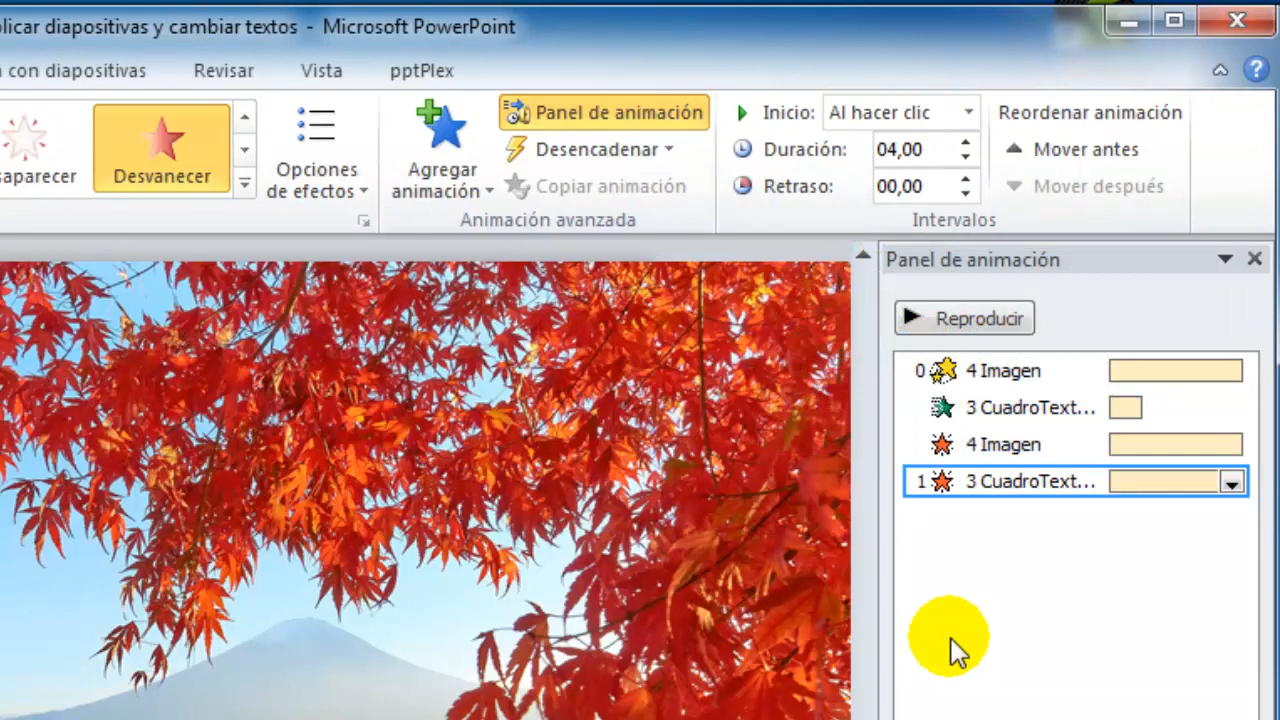 licar diapositivas y cambiar textos - Microsoft PowerPoint
con diapositivas Revisar Vista pptPlex
saparecer
Desvanecer
Opciones
de efectos
Agregar
animación
Panel de animación
Desencadenar
Copiar animación
Animación avanzada
Inicio: Al hacer clic
Duración: 04,00
Retraso: 00,00
Reordenar animación
Mover antes
Mover después
Intervalos
Panel de animación
Reproducir
0 4 Imagen
3 CuadroText...
4 Imagen
1 3 CuadroText...